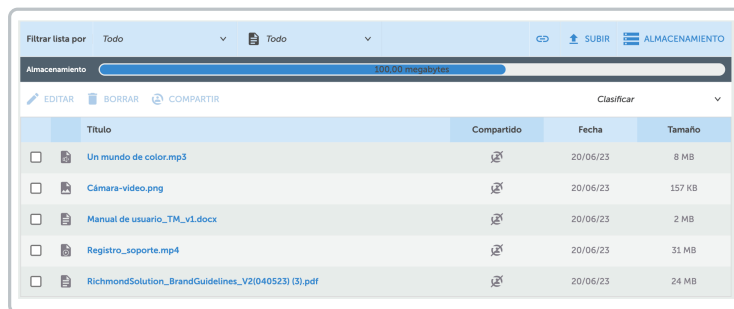 Filtrar lista por Todo Todo SUBIR ALMACENAMIENTO
Almacenamiento 100,00 megabytes
EDITAR BORRAR COMPARTIR Clasificar
Título Compartido Fecha Tamaño
Un mundo de color.mp3 20/06/23 8 MB
Cámara-video.png 20/06/23 157 KB
Manual de usuario_TM_v1.docx 20/06/23 2 MB
Registro_soporte.mp4 20/06/23 31 MB
RichmondSolution_BrandGuidelines_V2(040523) (3).pdf 20/06/23 24 MB